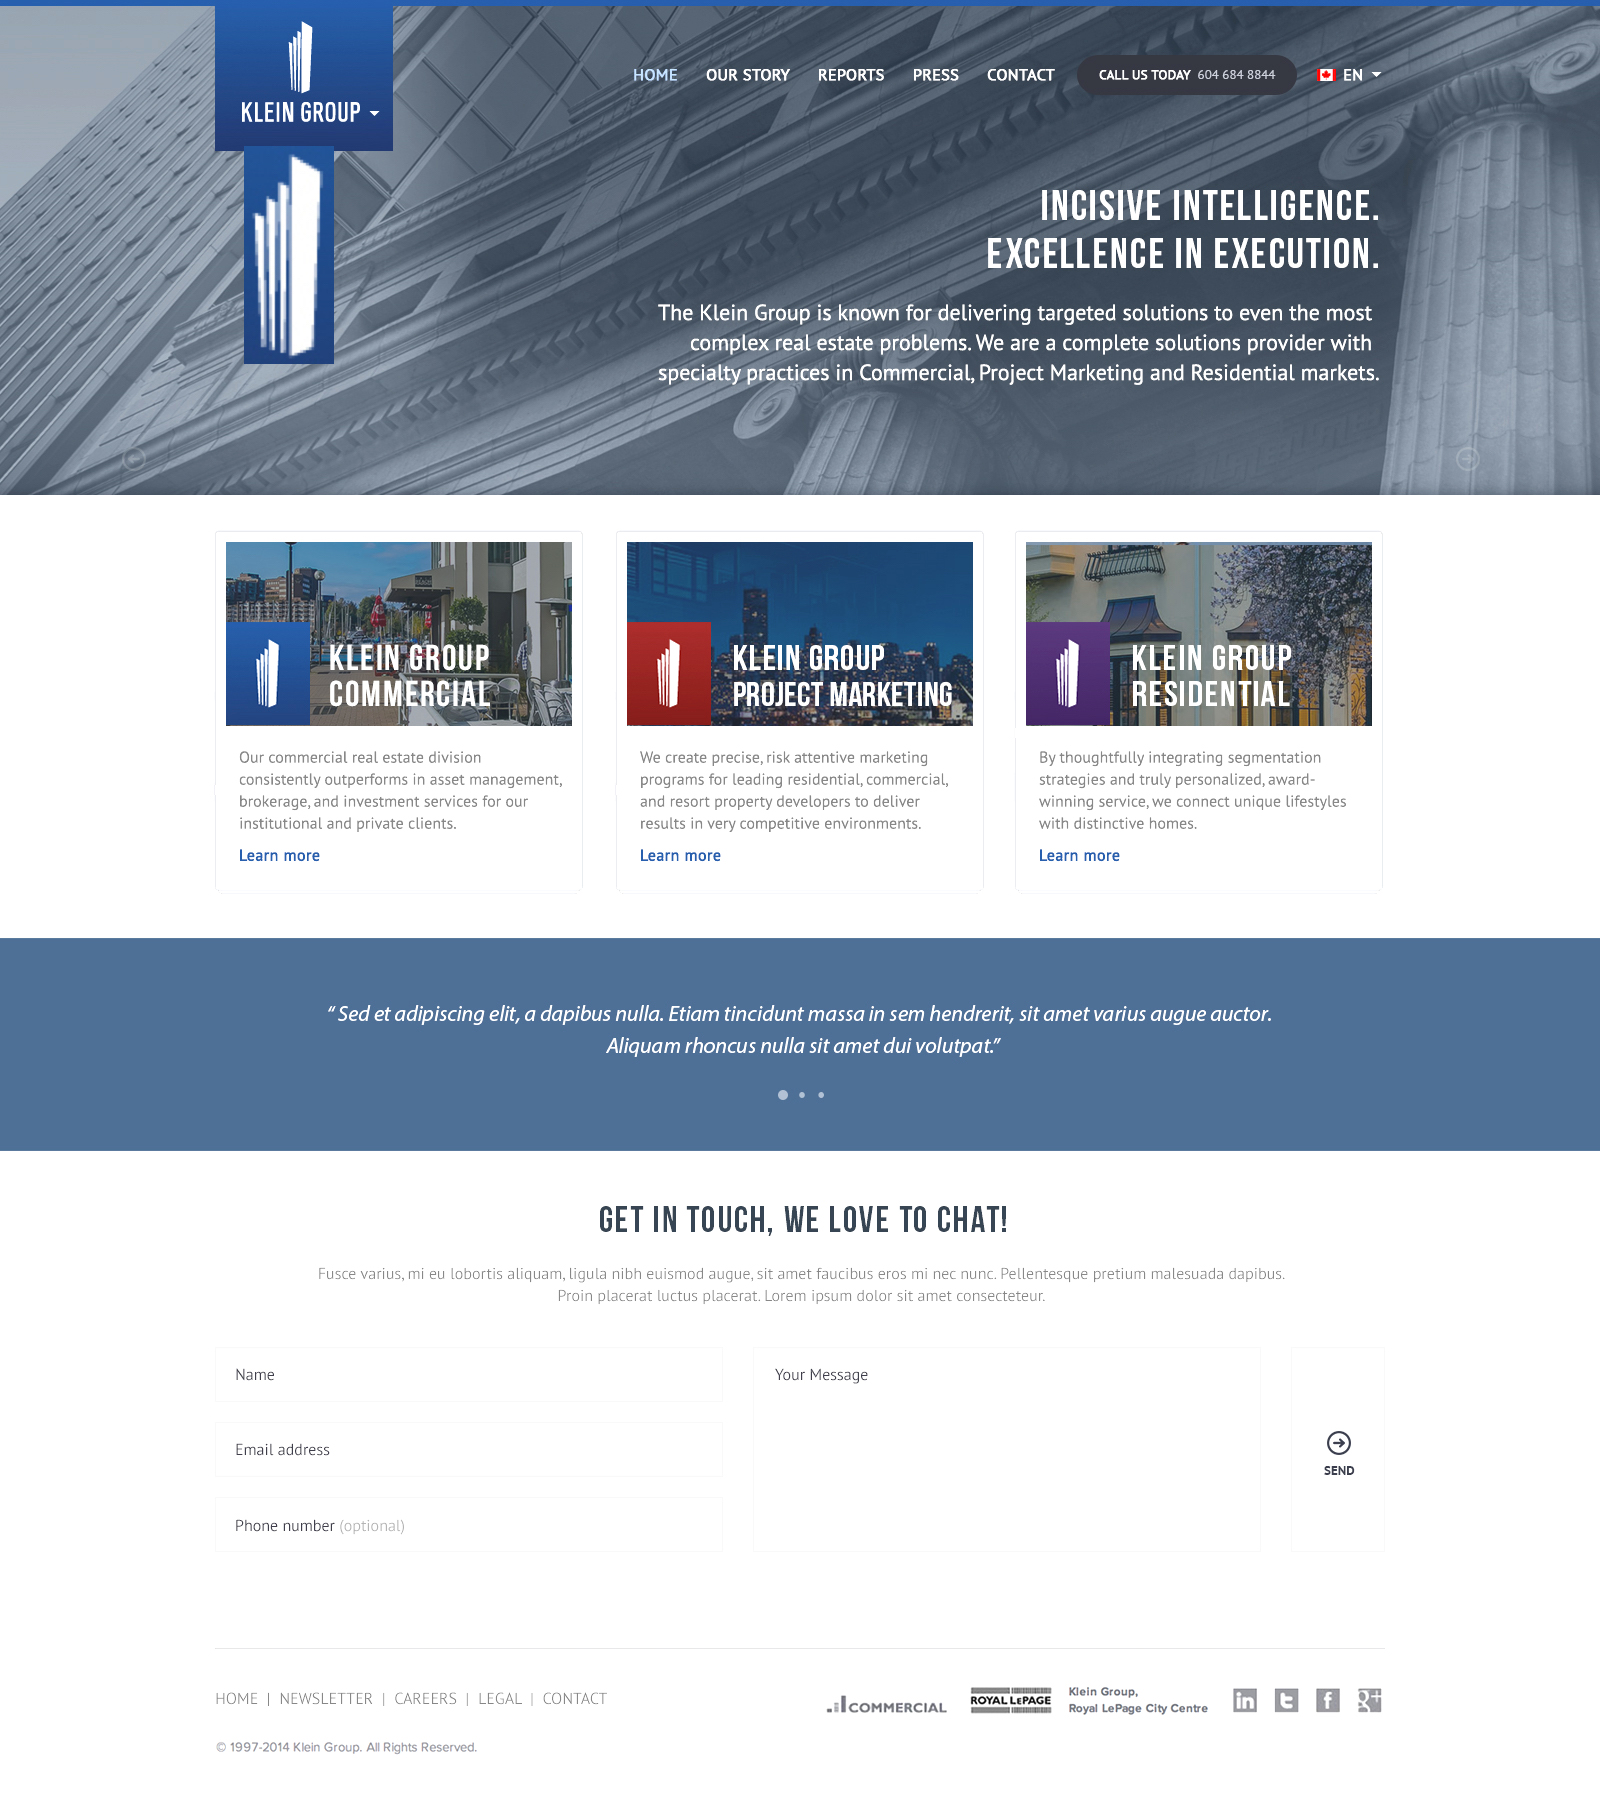 KLEIN GROUP
HOME OUR STORY REPORTS PRESS CONTACT CALL US TODAY 604 684 8844 EN
INCISIVE INTELLIGENCE.
EXCELLENCE IN EXECUTION.
The Klein Group is known for delivering targeted solutions to even the most
complex real estate problems. We are a complete solutions provider with
specialty practices in Commercial, Project Marketing and Residential markets.
KLEIN GROUP
COMMERCIAL
Our commercial real estate division
consistently outperforms in asset management,
brokerage, and investment services for our
institutional and private clients.
Learn more
KLEIN GROUP
PROJECT MARKETING
We create precise, risk attentive marketing
programs for leading residential, commercial,
and resort property developers to deliver
results in very competitive environments.
Learn more
KLEIN GROUP
RESIDENTIAL
By thoughtfully integrating segmentation
strategies and truly personalized, award-
winning service, we connect unique lifestyles
with distinctive homes.
Learn more
“ Sed et adipiscing elit, a dapibus nulla. Etiam tincidunt massa in sem hendrerit, sit amet varius augue auctor.
Aliquam rhoncus nulla sit amet dui volutpat.”
GET IN TOUCH, WE LOVE TO CHAT!
Fusce varius, mi eu lobortis aliquam, ligula nibh euismod augue, sit amet faucibus eros mi nec nunc. Pellentesque pretium malesuada dapibus.
Proin placerat luctus placerat. Lorem ipsum dolor sit amet consecteteur.
Name
Email address
Phone number (optional)
Your Message
SEND
HOME | NEWSLETTER | CAREERS | LEGAL | CONTACT
COMMERCIAL
ROYAL LEPAGE
Klein Group,
Royal LePage City Centre
© 1997-2014 Klein Group. All Rights Reserved.